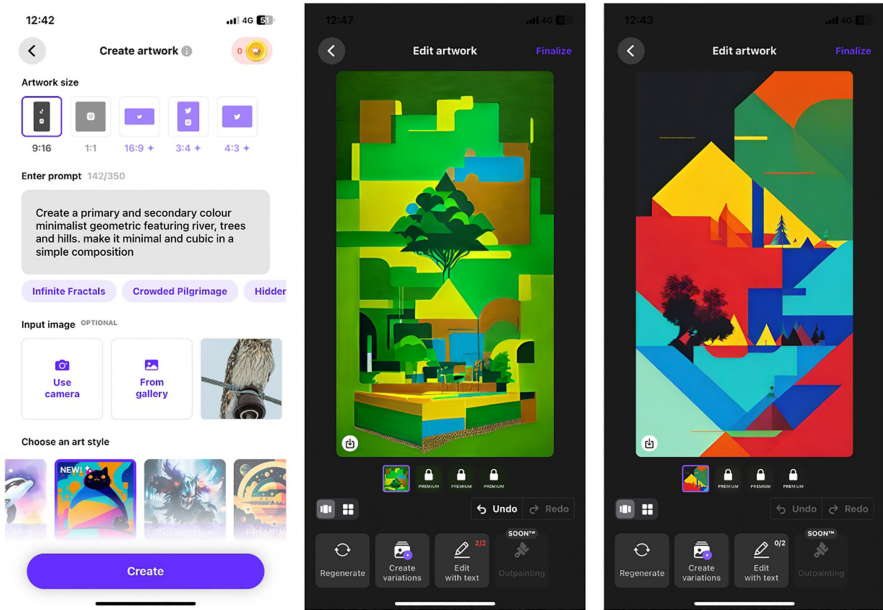 12:42
4G 51
Create artwork
0
Artwork size
9:16
1:1
16:9
3:4
4:3
Enter prompt 142/350
Create a primary and secondary colour
minimalist geometric featuring river, trees
and hills. make it minimal and cubic in a
simple composition
Infinite Fractals
Crowded Pilgrimage
Hidden
Input image OPTIONAL
Use
camera
From
gallery
Choose an art style
NEW!
PREMIUM
Create
12:47
4G
Edit artwork
Finalize
PREMIUM
PREMIUM
PREMIUM
Undo
Redo
SOON™
Regenerate
Create
variations
2/2
Edit
with text
Outpainting
12:43
4G
Edit artwork
Finalize
PREMIUM
PREMIUM
PREMIUM
Undo
Redo
SOON™
Regenerate
Create
variations
0/2
Edit
with text
Outpainting